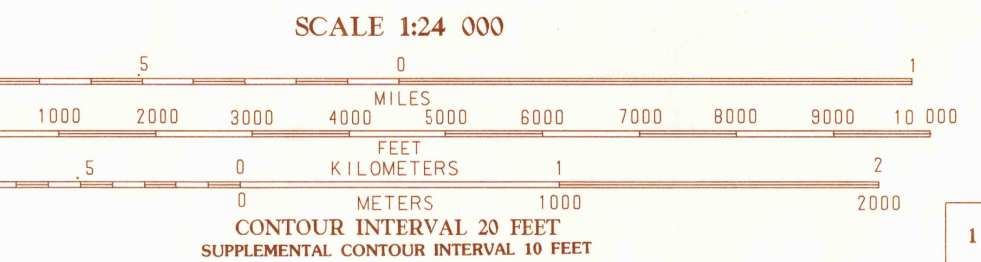 SCALE 1:24 000
.5 0 1
MILES
1000 2000 3000 4000 5000 6000 7000 8000 9000 10 000
FEET
.5 0 KILOMETERS 1 2
0 METERS 1000 2000
CONTOUR INTERVAL 20 FEET
SUPPLEMENTAL CONTOUR INTERVAL 10 FEET
1